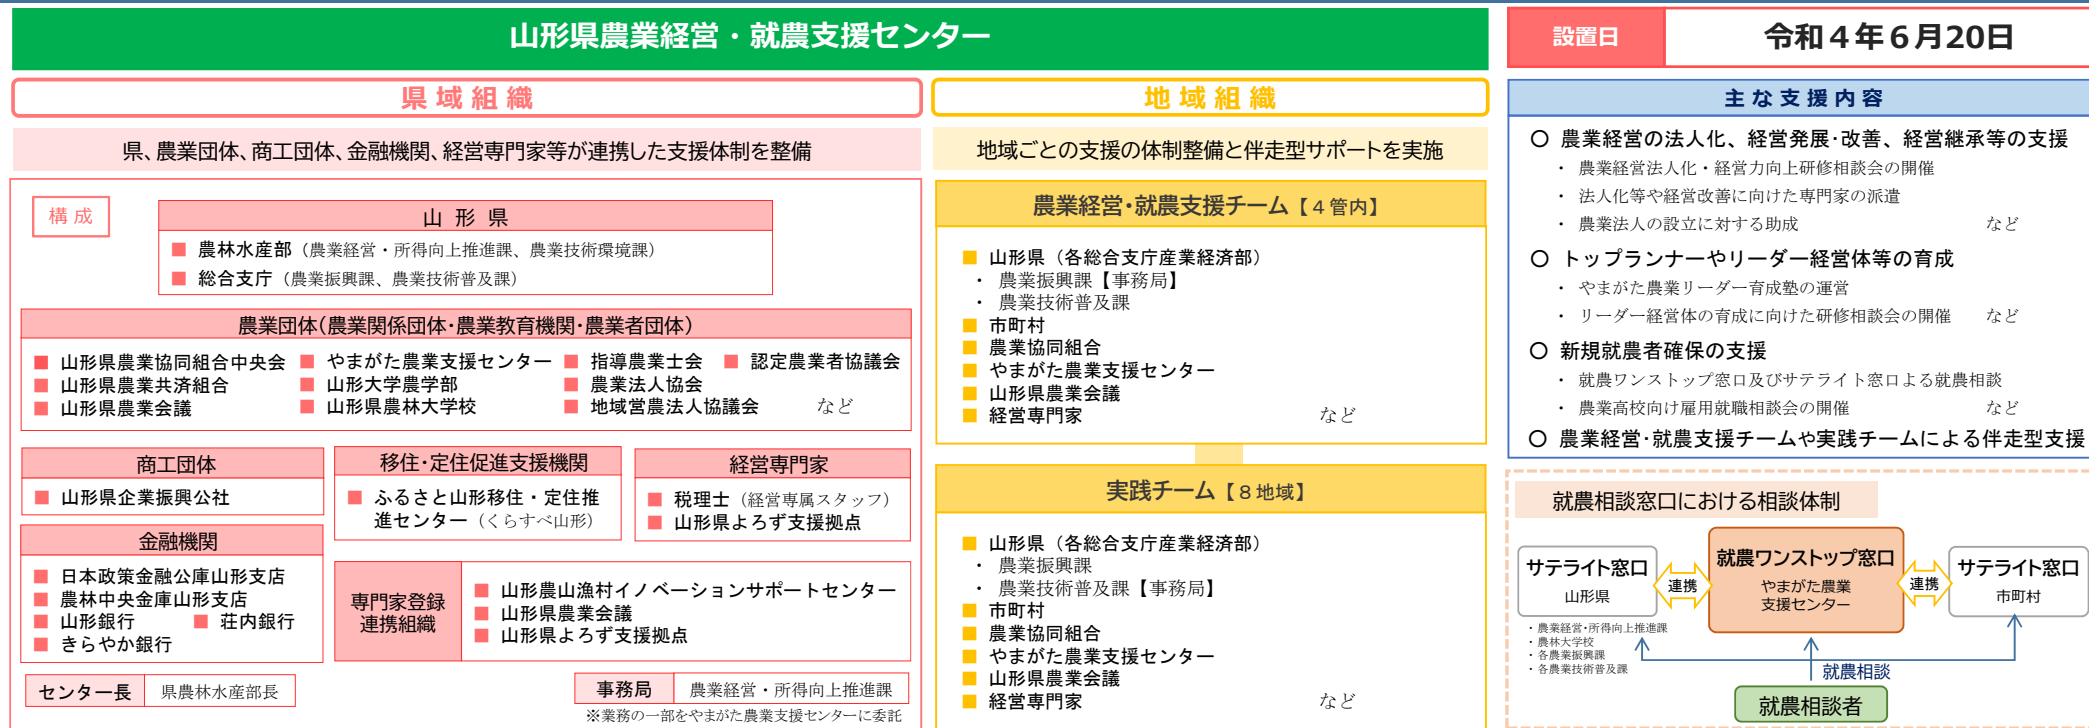 山形県農業経営・就農支援センター
設置日
令和４年６月20日
県域組織
県、農業団体、商工団体、金融機関、経営専門家等が連携した支援体制を整備
構成
山形県
■ 農林水産部（農業経営・所得向上推進課、農業技術環境課）
■ 総合支庁（農業振興課、農業技術普及課）
農業団体（農業関係団体・農業教育機関・農業者団体）
■ 山形県農業協同組合中央会 ■ やまがた農業支援センター ■ 指導農業士会 ■ 認定農業者協議会
■ 山形県農業共済組合 ■ 山形大学農学部 ■ 農業法人協会
■ 山形県農業会議 ■ 山形県農林大学校 ■ 地域営農法人協議会 など
商工団体
■ 山形県企業振興公社
移住・定住促進支援機関
■ ふるさと山形移住・定住推
進センター（くらすべ山形）
経営専門家
■ 税理士（経営専属スタッフ）
■ 山形県よろず支援拠点
金融機関
■ 日本政策金融公庫山形支店
■ 農林中央金庫山形支店
■ 山形銀行 ■ 荘内銀行
■ きらやか銀行
専門家登録
連携組織
■ 山形農山漁村イノベーションサポートセンター
■ 山形県農業会議
■ 山形県よろず支援拠点
センター長 県農林水産部長
事務局 農業経営・所得向上推進課
※業務の一部をやまがた農業支援センターに委託
地域組織
地域ごとの支援の体制整備と伴走型サポートを実施
農業経営・就農支援チーム【４管内】
■ 山形県（各総合支庁産業経済部）
・ 農業振興課【事務局】
・ 農業技術普及課
■ 市町村
■ 農業協同組合
■ やまがた農業支援センター
■ 山形県農業会議
■ 経営専門家 など
実践チーム【８地域】
■ 山形県（各総合支庁産業経済部）
・ 農業振興課
・ 農業技術普及課【事務局】
■ 市町村
■ 農業協同組合
■ やまがた農業支援センター
■ 山形県農業会議
■ 経営専門家 など
主な支援内容
〇 農業経営の法人化、経営発展・改善、経営継承等の支援
・ 農業経営法人化・経営力向上研修相談会の開催
・ 法人化等や経営改善に向けた専門家の派遣
・ 農業法人の設立に対する助成 など
〇 トップランナーやリーダー経営体等の育成
・ やまがた農業リーダー育成塾の運営
・ リーダー経営体の育成に向けた研修相談会の開催 など
〇 新規就農者確保の支援
・ 就農ワンストップ窓口及びサテライト窓口よる就農相談
・ 農業高校向け雇用就職相談会の開催 など
〇 農業経営・就農支援チームや実践チームによる伴走型支援
就農相談窓口における相談体制
サテライト窓口
山形県
連携
就農ワンストップ窓口
やまがた農業
支援センター
連携
サテライト窓口
市町村
・農業経営・所得向上推進課
・農林大学校
・各農業振興課
・各農業技術普及課
就農相談
就農相談者